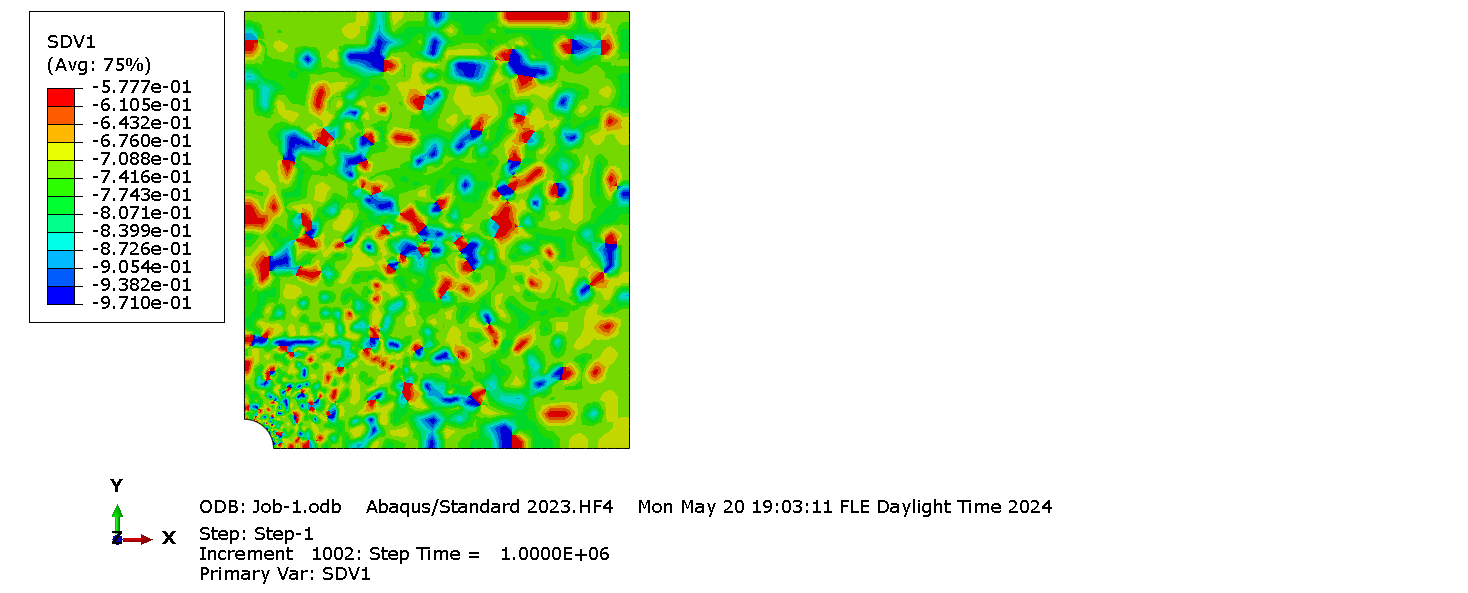 SDV1
(Avg: 75%)
-5.777e-01
-6.105e-01
-6.432e-01
-6.760e-01
-7.088e-01
-7.416e-01
-7.743e-01
-8.071e-01
-8.399e-01
-8.726e-01
-9.054e-01
-9.382e-01
-9.710e-01
Y
Z X
ODB: Job-1.odb Abaqus/Standard 2023.HF4 Mon May 20 19:03:11 FLE Daylight Time 2024
Step: Step-1
Increment 1002: Step Time = 1.0000E+06
Primary Var: SDV1